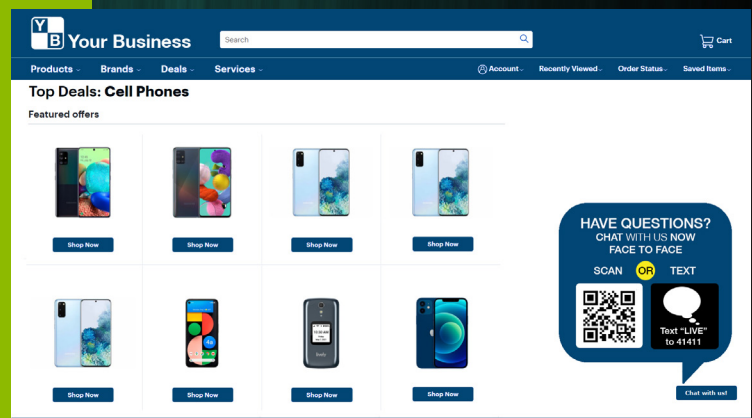 Y
B
Your Business
Search
Cart
Products
Brands
Deals
Services
Account
Recently Viewed
Order Status
Saved Items
Top Deals: Cell Phones
Featured offers
Shop Now
Shop Now
Shop Now
Shop Now
HAVE QUESTIONS?
CHAT WITH US NOW
FACE TO FACE
SCAN OR TEXT
Text “LIVE”
to 41411
4a
lively
Shop Now
Shop Now
Shop Now
Shop Now
Chat with us!